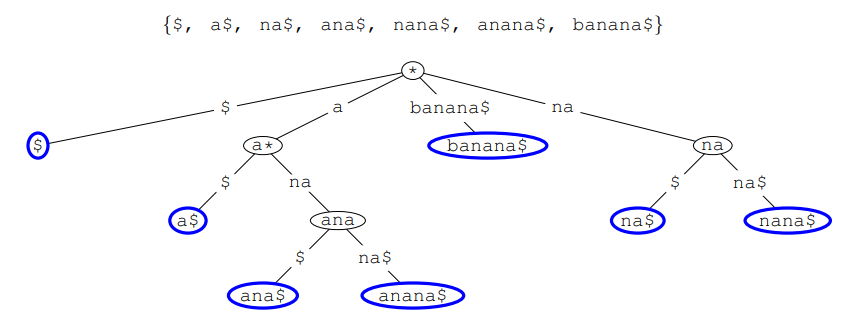 {$, a$, na$, ana$, nana$, anana$, banana$}
*
$ a banana$ na
$ a* banana$ na
$ na $ na$
a$ ana na$ nana$
$ na$
ana$ anana$